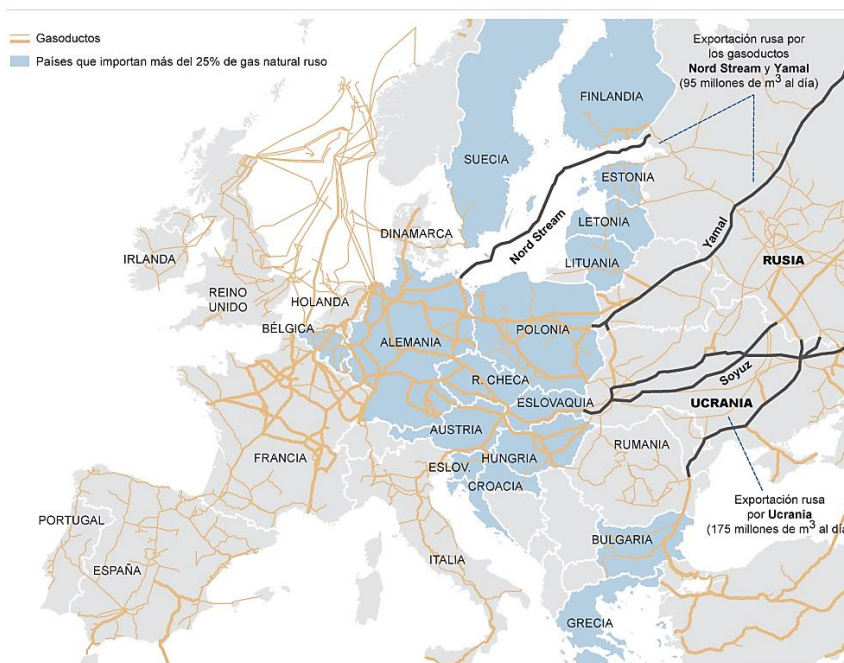 Gasoductos
Países que importan más del 25% de gas natural ruso
Exportación rusa por
los gasoductos
Nord Stream y Yamal
(95 millones de m³ al día)
FINLANDIA
SUECIA
ESTONIA
LETONIA
LITUANIA
Nord Stream
Yamal
RUSIA
DINAMARCA
IRLANDA
REINO
UNIDO
HOLANDA
BÉLGICA
ALEMANIA
POLONIA
R. CHECA
ESLOVAQUIA
Soyuz
UCRANIA
AUSTRIA
HUNGRIA
RUMANIA
FRANCIA
ESLOV.
CROACIA
Exportación rusa
por Ucrania
(175 millones de m³ al día
PORTUGAL
ESPAÑA
ITALIA
BULGARIA
GRECIA